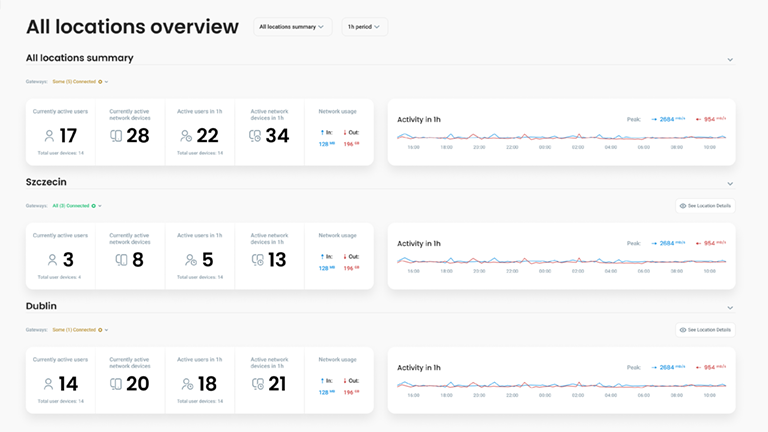 All locations overview
All locations summary
1h period
All locations summary
Gateways: Some (5) Connected
Currently active users
17
Total user devices: 14
Currently active network devices
28
Active users in 1h
22
Total user devices: 14
Active network devices in 1h
34
Network usage
In: Out:
128 MB 196 GB
Activity in 1h
Peak: 2684 954
16:00 18:00 20:00 22:00 00:00 02:00 04:00 06:00 08:00 10:00
Szczecin
Gateways: All (3) Connected
See Location Details
Currently active users
3
Total user devices: 4
Currently active network devices
8
Active users in 1h
5
Total user devices: 14
Active network devices in 1h
13
Network usage
In: Out:
128 MB 196 GB
Activity in 1h
Peak: 2684 954
16:00 18:00 20:00 22:00 00:00 02:00 04:00 06:00 08:00 10:00
Dublin
Gateways: Some (1) Connected
See Location Details
Currently active users
14
Total user devices: 14
Currently active network devices
20
Active users in 1h
18
Total user devices: 14
Active network devices in 1h
21
Network usage
In: Out:
128 MB 196 GB
Activity in 1h
Peak: 2684 954
16:00 18:00 20:00 22:00 00:00 02:00 04:00 06:00 08:00 10:00